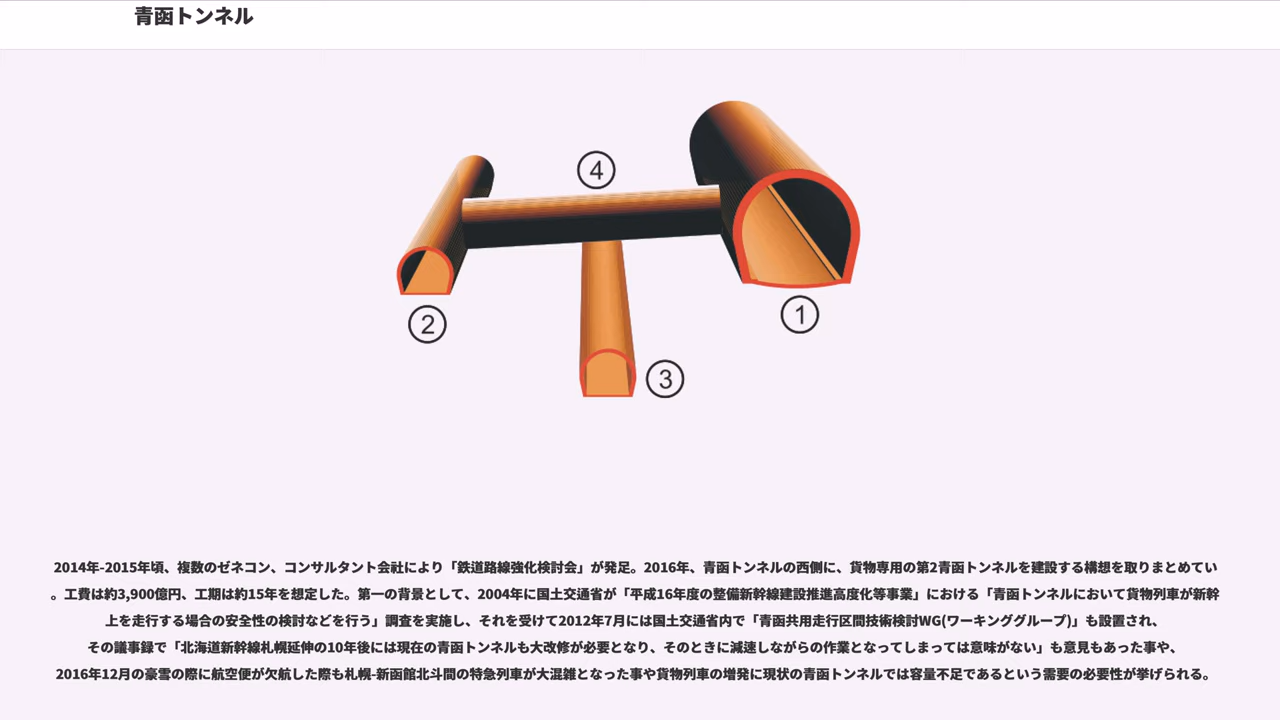 青函トンネル
④
①
②
③
2014年-2015年頃、複数のゼネコン、コンサルタント会社により「鉄道路線強化検討会」が発足。2016年、青函トンネルの西側に、貨物専用の第2青函トンネルを建設する構想を取りまとめてい
。工費は約3,900億円、工期は約15年を想定した。第一の背景として、2004年に国土交通省が「平成16年度の整備新幹線建設推進高度化等事業」における「青函トンネルにおいて貨物列車が新幹
上を走行する場合の安全性の検討などを行う」調査を実施し、それを受けて2012年7月には国土交通省内で「青函共用走行区間技術検討WG(ワーキンググループ)」も設置され、
その議事録で「北海道新幹線札幌延伸の10年後には現在の青函トンネルも大改修が必要となり、そのときに減速しながらの作業となってしまっては意味がない」も意見もあった事や、
2016年12月の豪雪の際に航空便が欠航した際も札幌-新函館北斗間の特急列車が大混雑となった事や貨物列車の増発に現状の青函トンネルでは容量不足であるという需要の必要性が挙げられる。